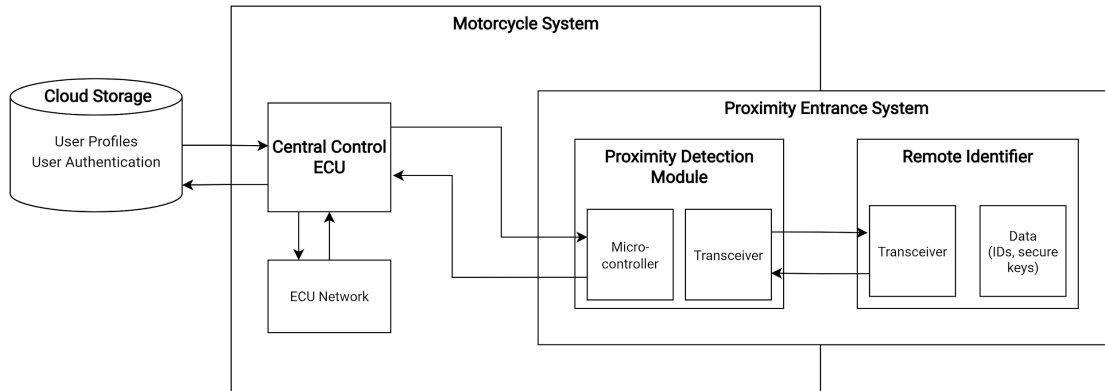 Motorcycle System
Cloud Storage
User Profiles
User Authentication
Central Control
ECU
ECU Network
Proximity Entrance System
Proximity Detection
Module
Micro-
controller
Transceiver
Remote Identifier
Transceiver
Data
(IDs, secure
keys)